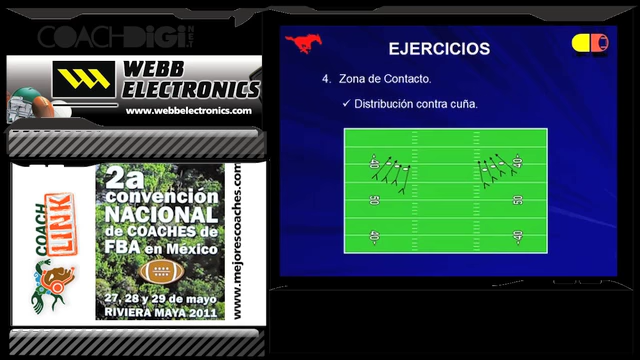 COACHDIGI.NET
WEBB
ELECTRONICS
www.webbelectronics.com
COACH
LINK
2a
convención
NACIONAL
de COACHES de
FBA en Mexico
27, 28 y 29 de mayo
RIVIERA MAYA 2011
www.mejorescoaches.com
EJERCICIOS
4. Zona de Contacto.
✓ Distribución contra cuña.